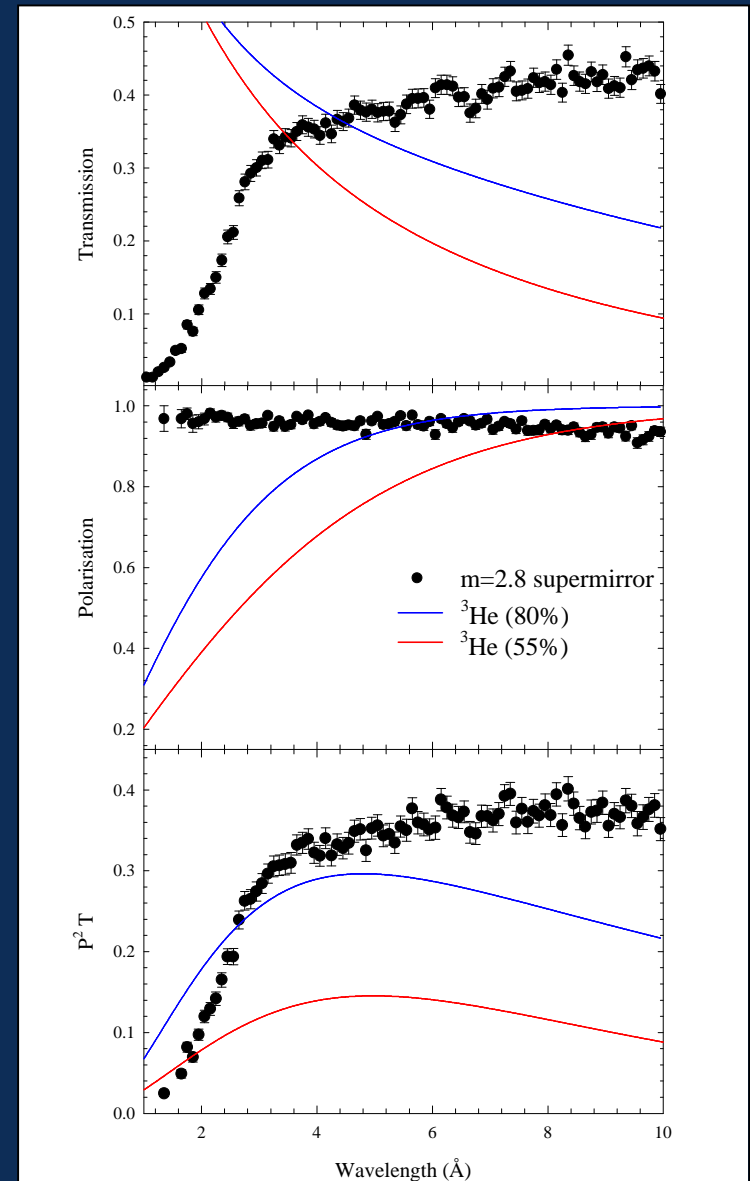 0.5
0.4
0.3
0.2
0.1
Transmission
1.0
0.8
0.6
0.4
0.2
Polarisation
m=2.8 supermirror
³He (80%)
³He (55%)
0.4
0.3
0.2
0.1
0.0
P² T
2 4 6 8 10
Wavelength (Å)